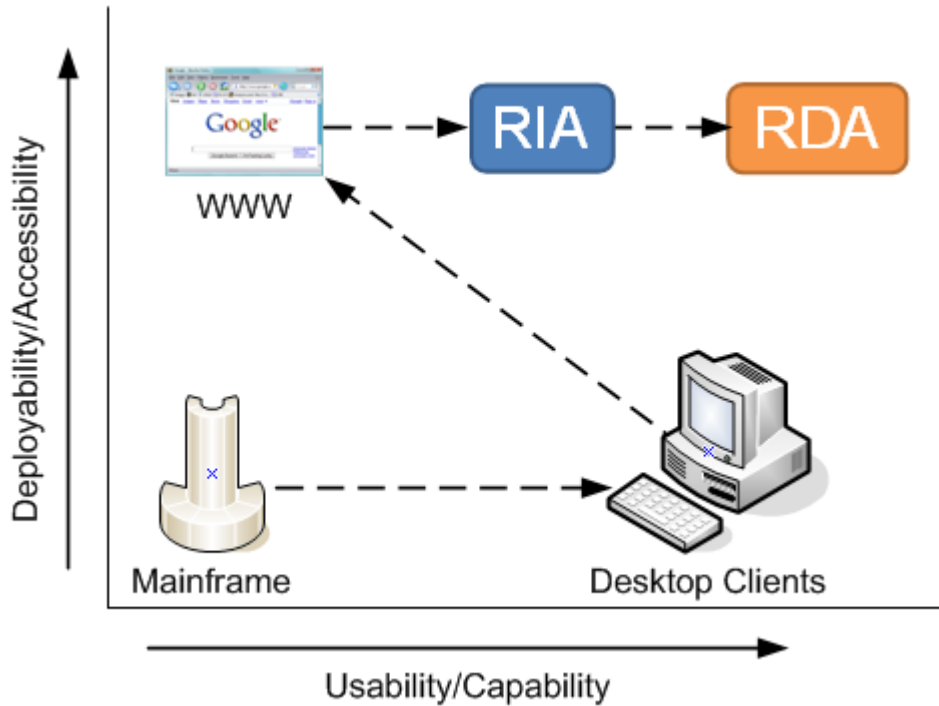 Google
RIA
RDA
WWW
Deployability/Accessibility
Mainframe
Desktop Clients
Usability/Capability